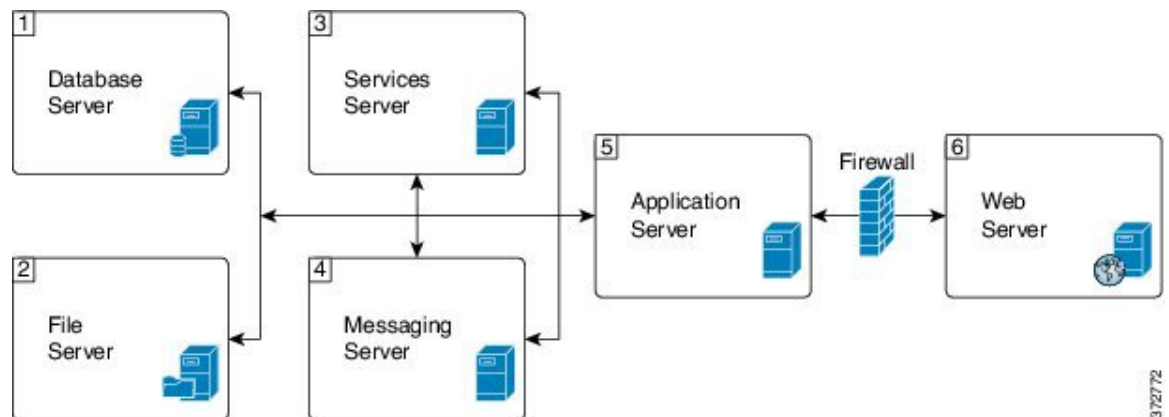 1
Database
Server
2
File
Server
3
Services
Server
4
Messaging
Server
5
Application
Server
Firewall
6
Web
Server